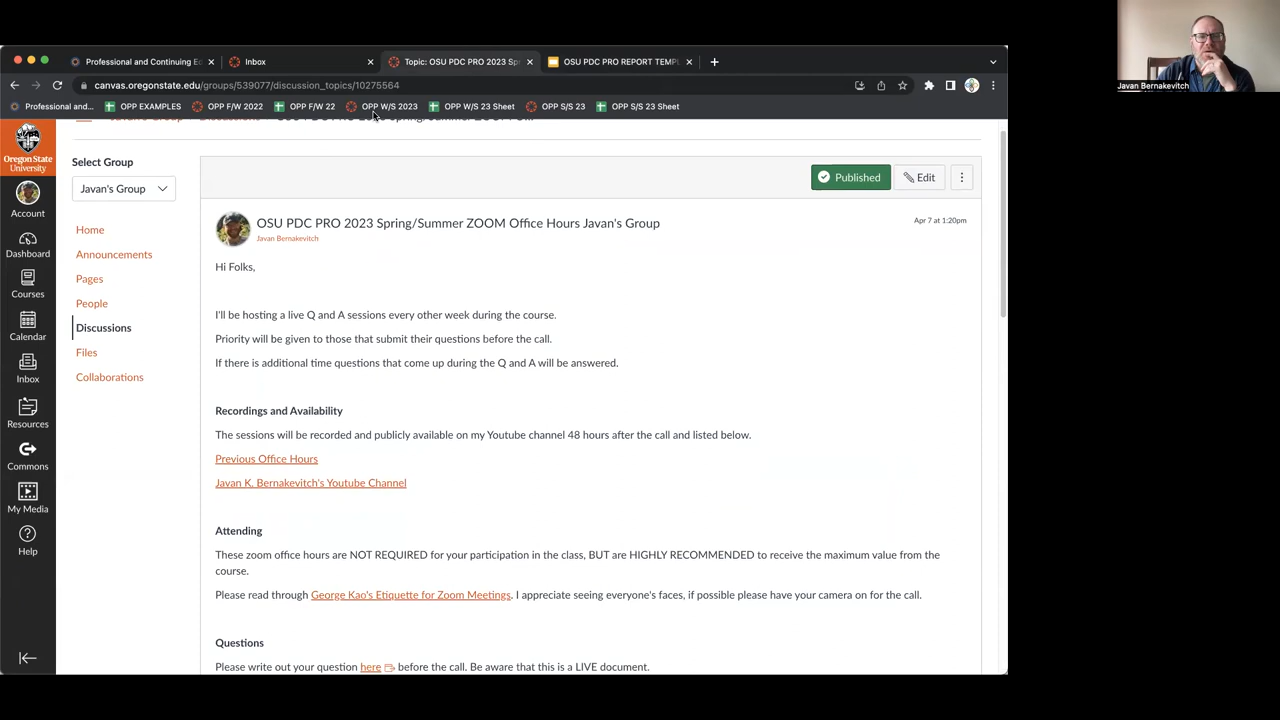 Javan Bernakevitch
Professional and Continuing E
Inbox
Topic: OSU PDC PRO 2023 Sp
OSU PDC PRO REPORT TEMPL
canvas.oregonstate.edu/groups/539077/discussion_topics/10275564
Professional and...
OPP EXAMPLES
OPP F/W 2022
OPP F/W 22
OPP W/S 2023
OPP W/S 23 Sheet
OPP S/S 23
OPP S/S 23 Sheet
Oregon State
University
Account
Dashboard
Courses
Calendar
Inbox
Resources
Commons
My Media
Help
Select Group
Javan's Group
Home
Announcements
Pages
People
Discussions
Files
Collaborations
Published
Edit
OSU PDC PRO 2023 Spring/Summer ZOOM Office Hours Javan's Group
Javan Bernakevitch
Apr 7 at 1:20pm
Hi Folks,
I'll be hosting a live Q and A sessions every other week during the course.
Priority will be given to those that submit their questions before the call.
If there is additional time questions that come up during the Q and A will be answered.
Recordings and Availability
The sessions will be recorded and publicly available on my Youtube channel 48 hours after the call and listed below.
Previous Office Hours
Javan K. Bernakevitch's Youtube Channel
Attending
These zoom office hours are NOT REQUIRED for your participation in the class, BUT are HIGHLY RECOMMENDED to receive the maximum value from the
course.
Please read through George Kao's Etiquette for Zoom Meetings. I appreciate seeing everyone's faces, if possible please have your camera on for the call.
Questions
Please write out your question here before the call. Be aware that this is a LIVE document.